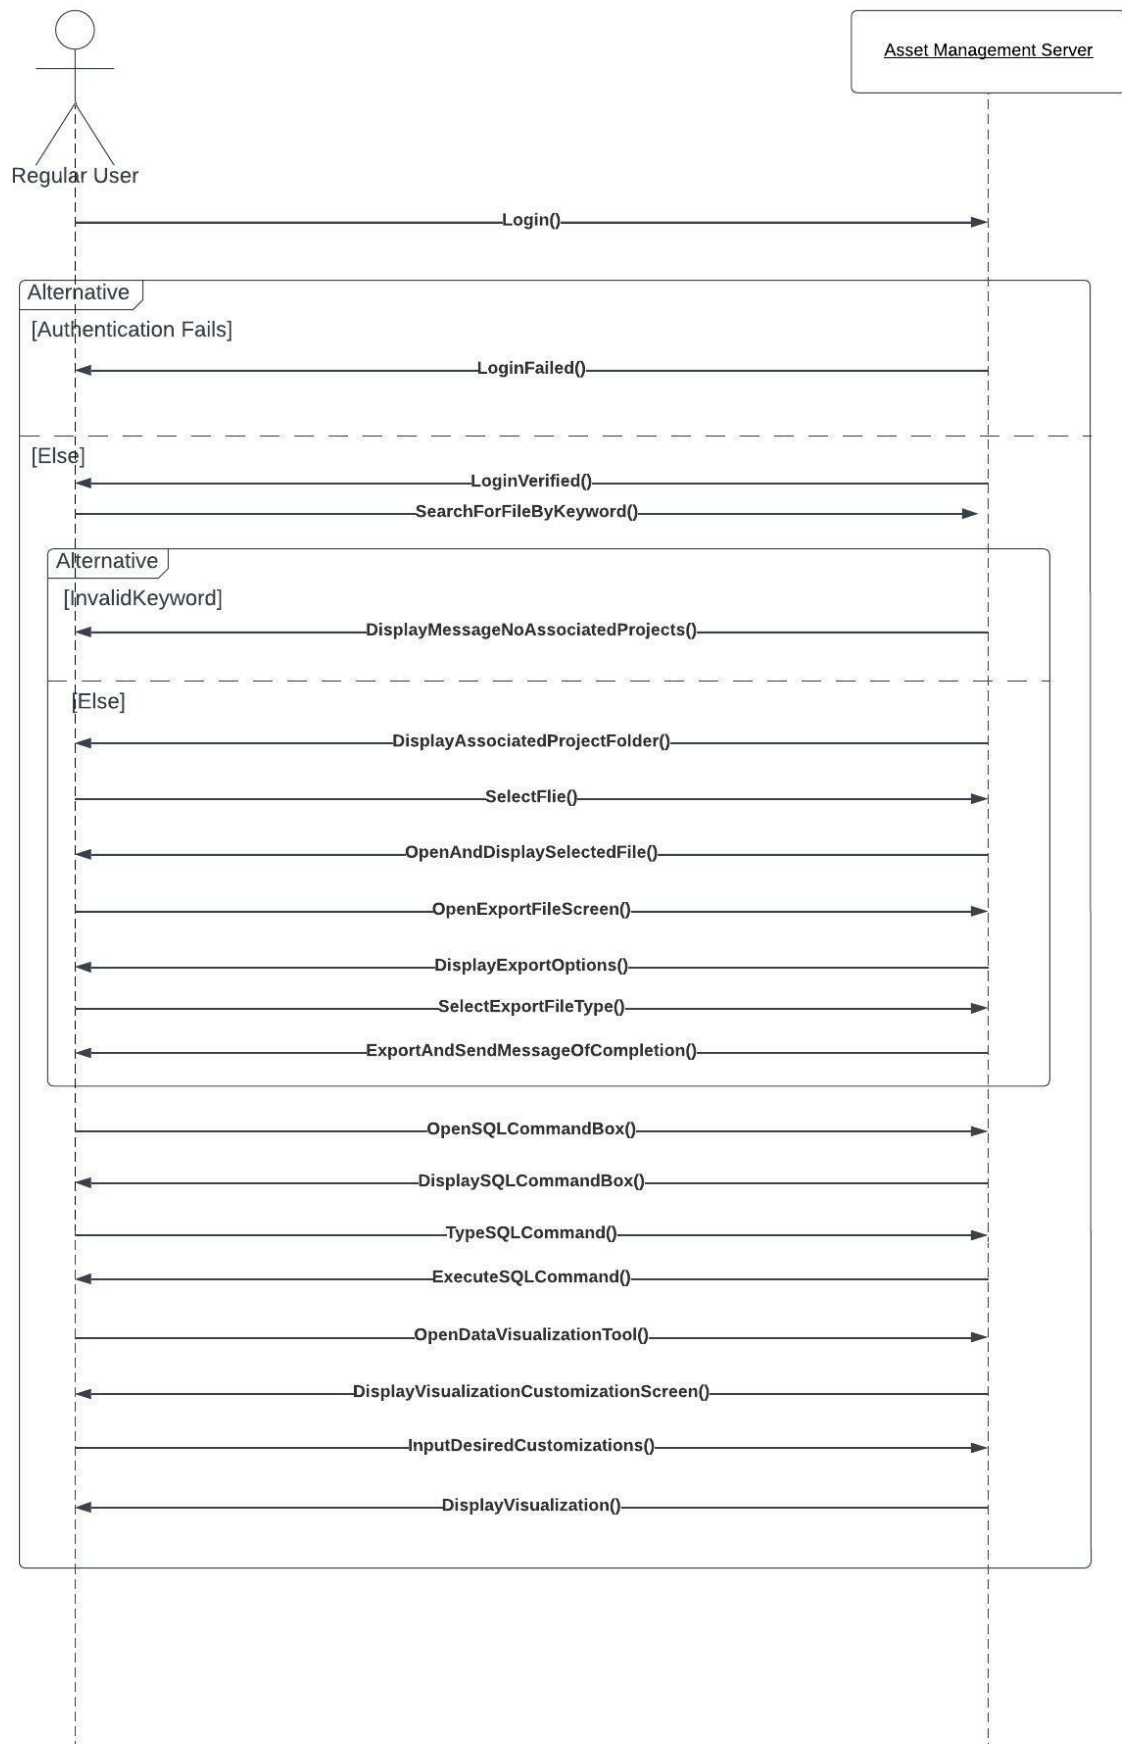 Asset Management Server
Regular User
Login()
Alternative
[Authentication Fails]
LoginFailed()
[Else]
LoginVerified()
SearchForFileByKeyword()
Alternative
[InvalidKeyword]
DisplayMessageNoAssociatedProjects()
[Else]
DisplayAssociatedProjectFolder()
SelectFlie()
OpenAndDisplaySelectedFile()
OpenExportFileScreen()
DisplayExportOptions()
SelectExportFileType()
ExportAndSendMessageOfCompletion()
OpenSQLCommandBox()
DisplaySQLCommandBox()
TypeSQLCommand()
ExecuteSQLCommand()
OpenDataVisualizationTool()
DisplayVisualizationCustomizationScreen()
InputDesiredCustomizations()
DisplayVisualization()